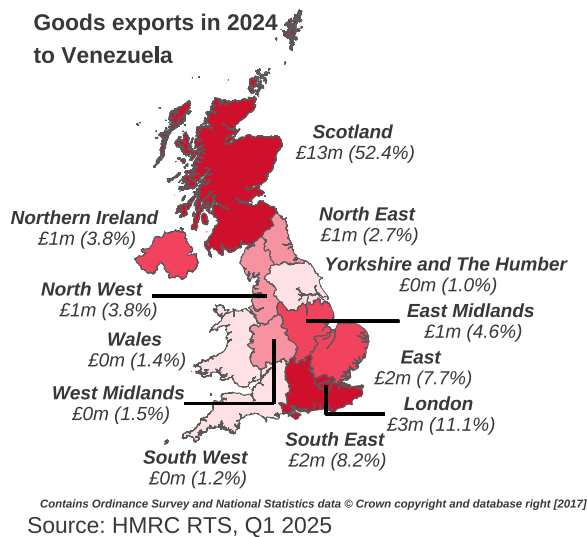 Goods exports in 2024
to Venezuela
Scotland
£13m (52.4%)
Northern Ireland
£1m (3.8%)
North East
£1m (2.7%)
Yorkshire and The Humber
£0m (1.0%)
North West
£1m (3.8%)
East Midlands
£1m (4.6%)
Wales
£0m (1.4%)
East
£2m (7.7%)
West Midlands
£0m (1.5%)
London
£3m (11.1%)
South East
£2m (8.2%)
South West
£0m (1.2%)
Contains Ordinance Survey and National Statistics data © Crown copyright and database right [2017]
Source: HMRC RTS, Q1 2025